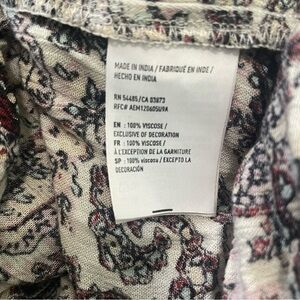 MADE IN INDIA / FABRIQUÉ EN INDE /
HECHO EN INDIA
RN 54485/CA 03873
RFC# AEM120605U9A
EN : 100% VISCOSE /
EXCLUSIVE OF DECORATION
FR : 100% VISCOSE /
À L'EXCEPTION DE LA GARNITURE
SP : 100% viscosa / EXCEPTO LA
DECORACIÓN